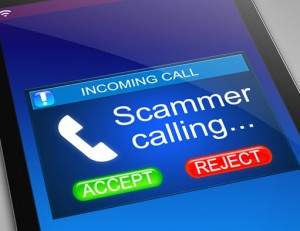 INCOMING CALL
Scammer
calling...
ACCEPT
REJECT